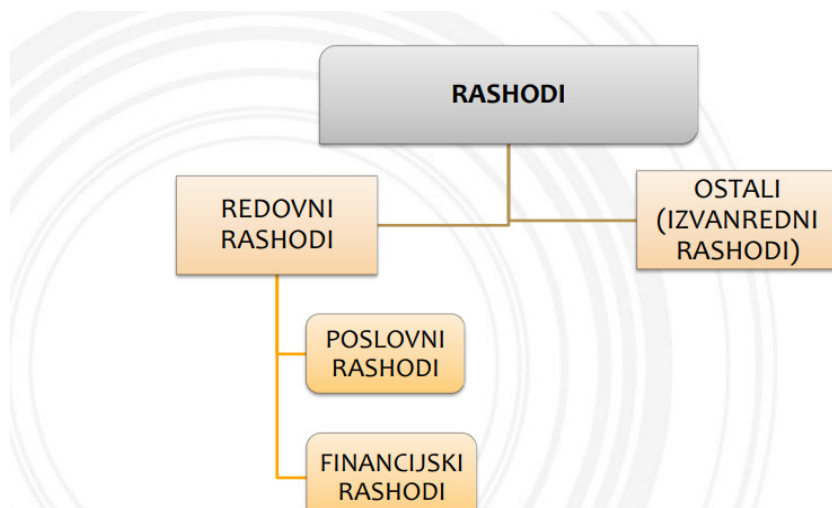 RASHODI
REDOVNI
RASHODI
OSTALI
(IZVANREDNI
RASHODI)
POSLOVNI
RASHODI
FINANCIJSKI
RASHODI